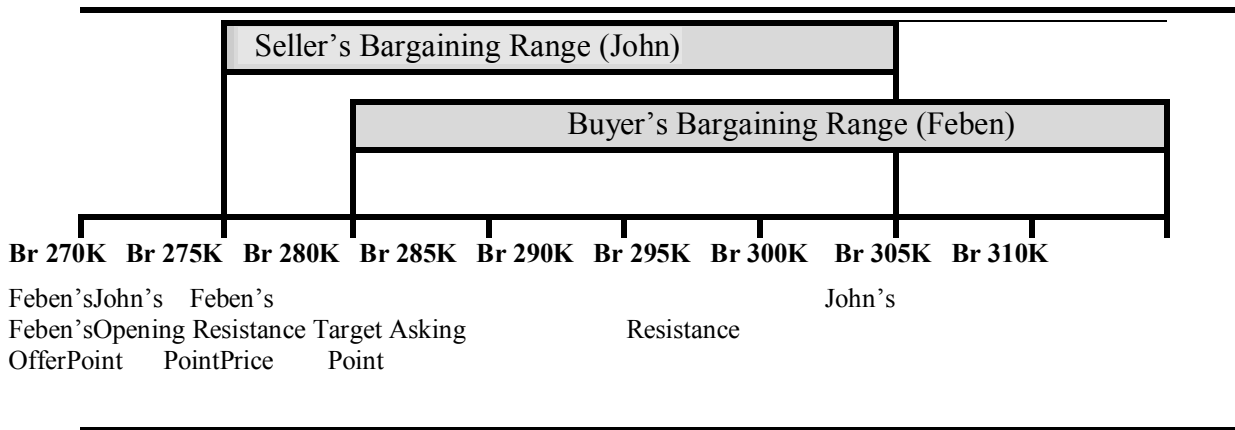 Seller’s Bargaining Range (John)
Buyer’s Bargaining Range (Feben)
Br 270K Br 275K Br 280K Br 285K Br 290K Br 295K Br 300K Br 305K Br 310K
Feben’sJohn’s Feben’s John’s
Feben’sOpening Resistance Target Asking Resistance
OfferPoint PointPrice Point